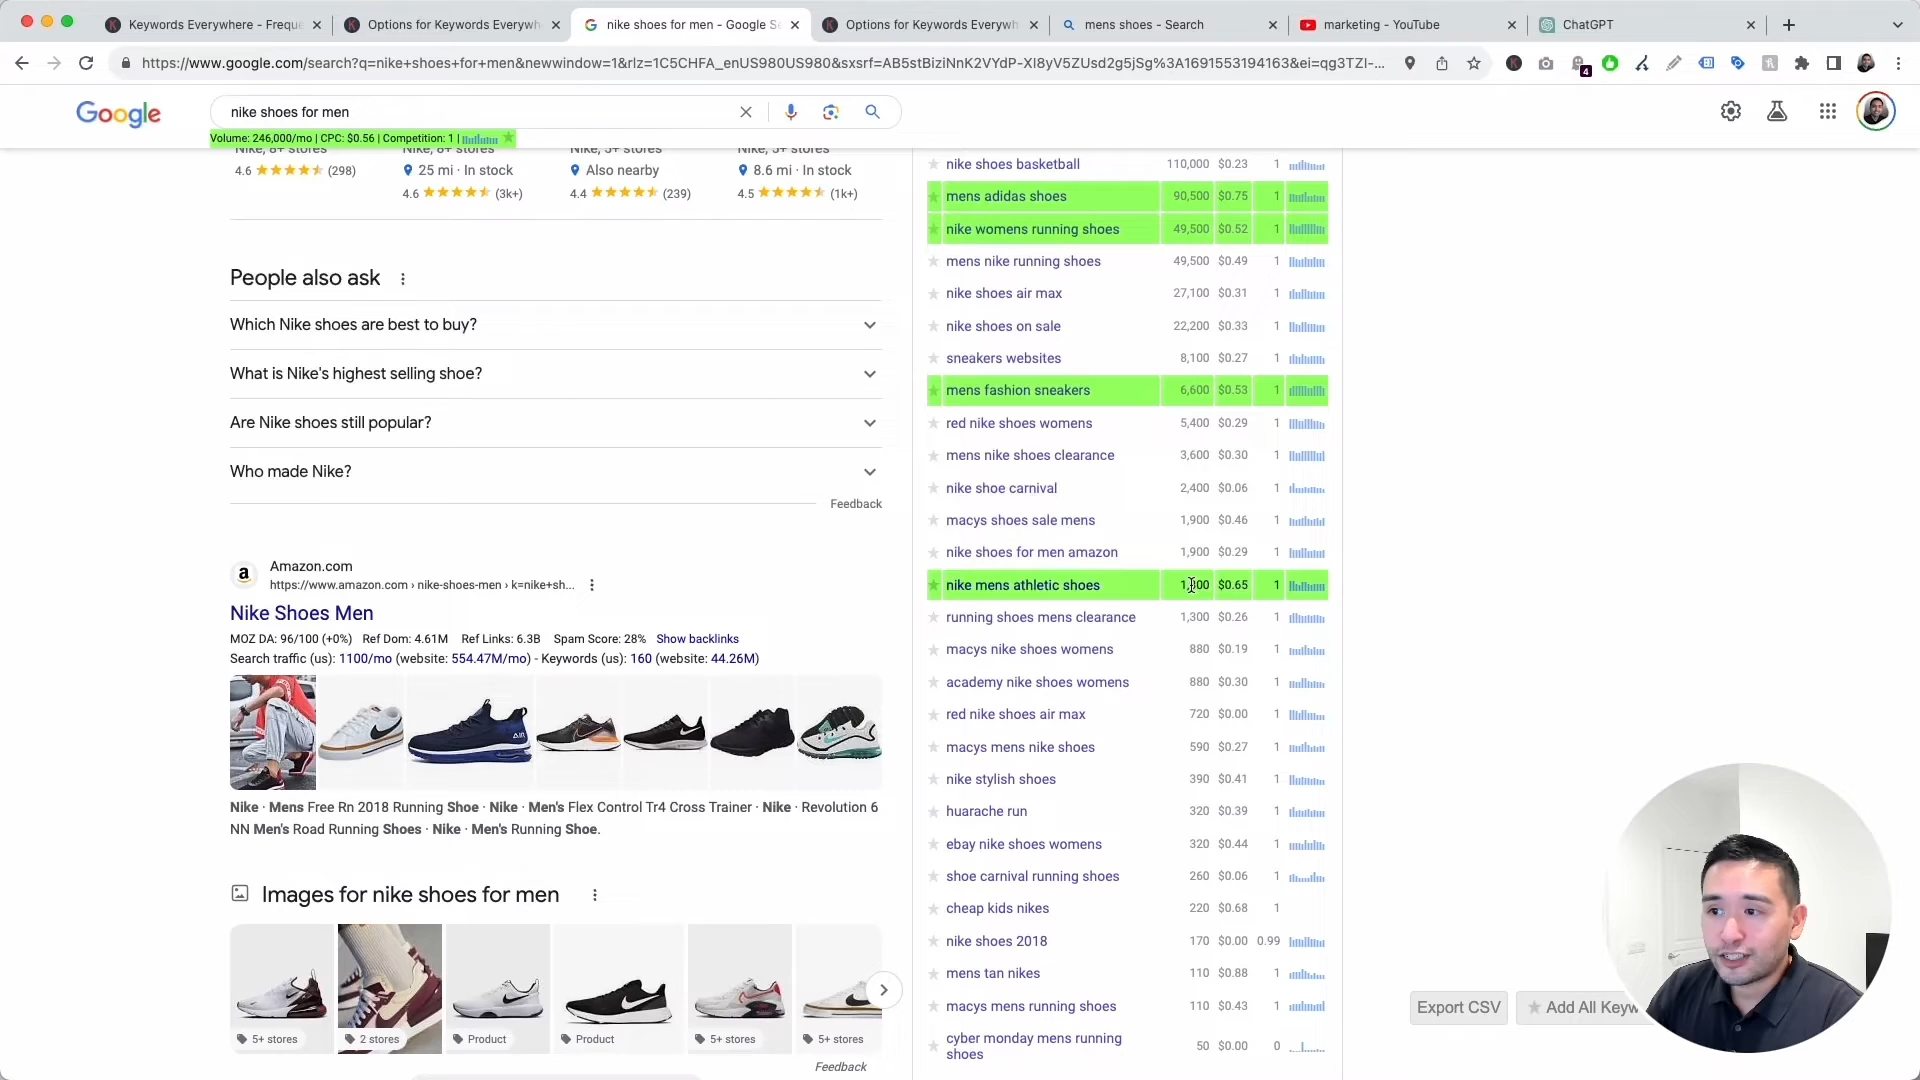 Keywords Everywhere - Freque
Options for Keywords Everywh
nike shoes for men - Google Se
Options for Keywords Everywh
mens shoes - Search
marketing - YouTube
ChatGPT
https://www.google.com/search?q=nike+shoes+for+men&newwindow=1&rlz=1C5CHFA_enUS980US980&sxsrf=AB5stBiziNnK2VYdP-XI8yV5ZUsd2g5jSg%3A1691553194163&ei=qg3TZI-...
4
Google
nike shoes for men
Volume: 246,000/mo | CPC: $0.56 | Competition: 1 |
Nike, 8+ stores
Nike, 8+ stores
Nike, 5+ stores
Nike, 5+ stores
25 mi · In stock
Also nearby
8.6 mi · In stock
4.6 (298)
4.6 (3k+)
4.4 (239)
4.5 (1k+)
People also ask
Which Nike shoes are best to buy?
What is Nike's highest selling shoe?
Are Nike shoes still popular?
Who made Nike?
Feedback
a
Amazon.com
https://www.amazon.com › nike-shoes-men › k=nike+sh...
Nike Shoes Men
MOZ DA: 96/100 (+0%) Ref Dom: 4.61M Ref Links: 6.3B Spam Score: 28% Show backlinks
Search traffic (us): 1100/mo (website: 554.47M/mo) - Keywords (us): 160 (website: 44.26M)
Nike · Mens Free Rn 2018 Running Shoe · Nike · Men's Flex Control Tr4 Cross Trainer · Nike · Revolution 6
NN Men's Road Running Shoes · Nike · Men's Running Shoe.
Images for nike shoes for men
5+ stores
2 stores
Product
Product
5+ stores
5+ stores
Feedback
nike shoes basketball 110,000 $0.23 1
mens adidas shoes 90,500 $0.75 1
nike womens running shoes 49,500 $0.52 1
mens nike running shoes 49,500 $0.49 1
nike shoes air max 27,100 $0.31 1
nike shoes on sale 22,200 $0.33 1
sneakers websites 8,100 $0.27 1
mens fashion sneakers 6,600 $0.53 1
red nike shoes womens 5,400 $0.29 1
mens nike shoes clearance 3,600 $0.30 1
nike shoe carnival 2,400 $0.06 1
macys shoes sale mens 1,900 $0.46 1
nike shoes for men amazon 1,900 $0.29 1
nike mens athletic shoes $0.65 1
running shoes mens clearance 1,300 $0.26 1
macys nike shoes womens 880 $0.19 1
academy nike shoes womens 880 $0.30 1
red nike shoes air max 720 $0.00 1
macys mens nike shoes 590 $0.27 1
nike stylish shoes 390 $0.41 1
huarache run 320 $0.39 1
ebay nike shoes womens 320 $0.44 1
shoe carnival running shoes 260 $0.06 1
cheap kids nikes 220 $0.68 1
nike shoes 2018 170 $0.00 0.99
mens tan nikes 110 $0.88 1
macys mens running shoes 110 $0.43 1
cyber monday mens running
shoes 50 $0.00 0
Export CSV
Add All Keyw